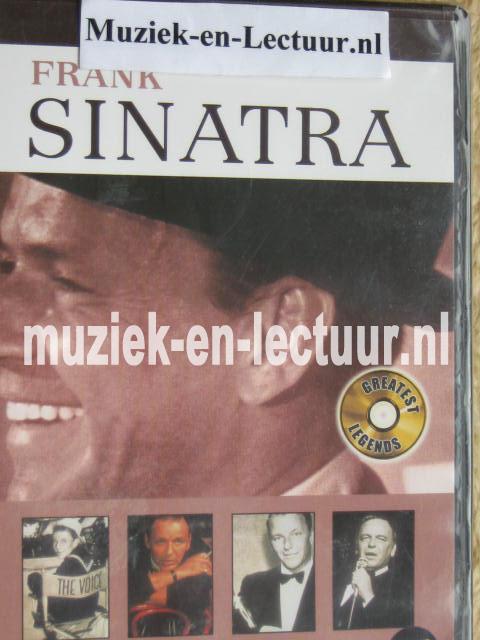 Muziek-en-Lectuur.nl
FRANK
SINATRA
muziek-en-lectuur.nl
GREATEST
LEGENDS
THE VOICE